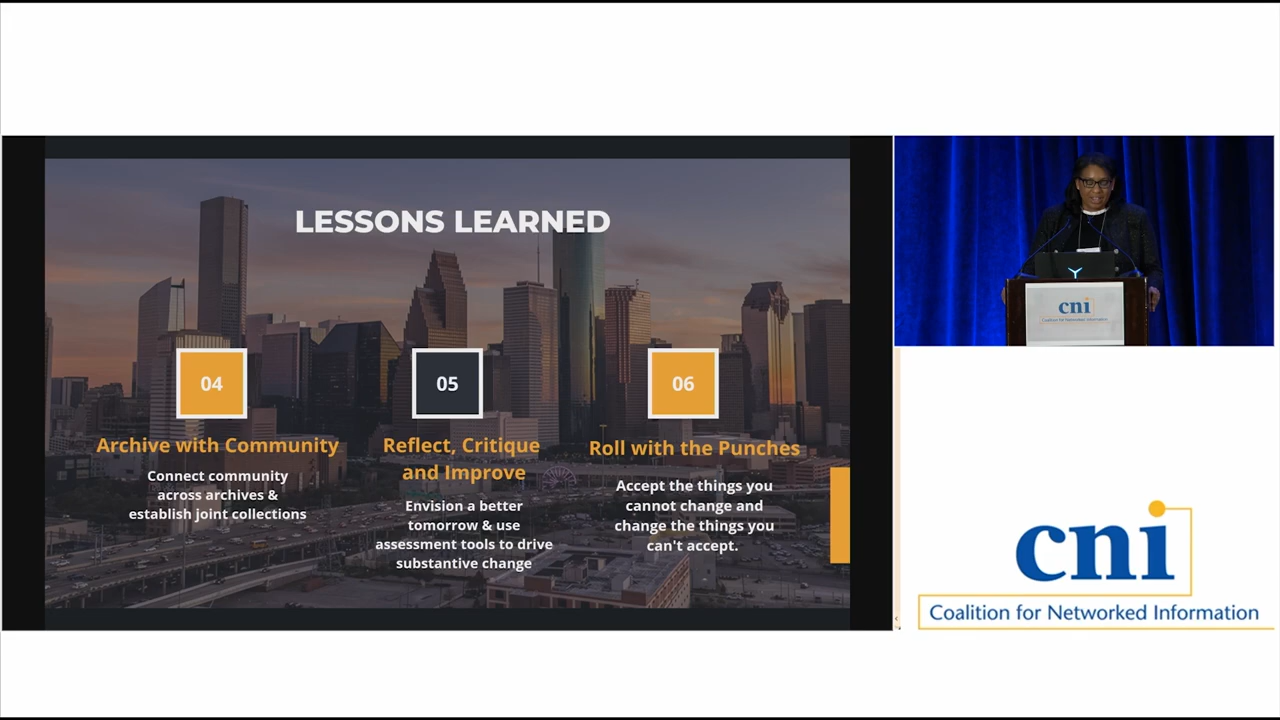 LESSONS LEARNED
04
Archive with Community
Connect community
across archives &
establish joint collections
05
Reflect, Critique
and Improve
Envision a better
tomorrow & use
assessment tools to drive
substantive change
06
Roll with the Punches
Accept the things you
cannot change and
change the things you
can't accept.
cni
cni
Coalition for Networked Information